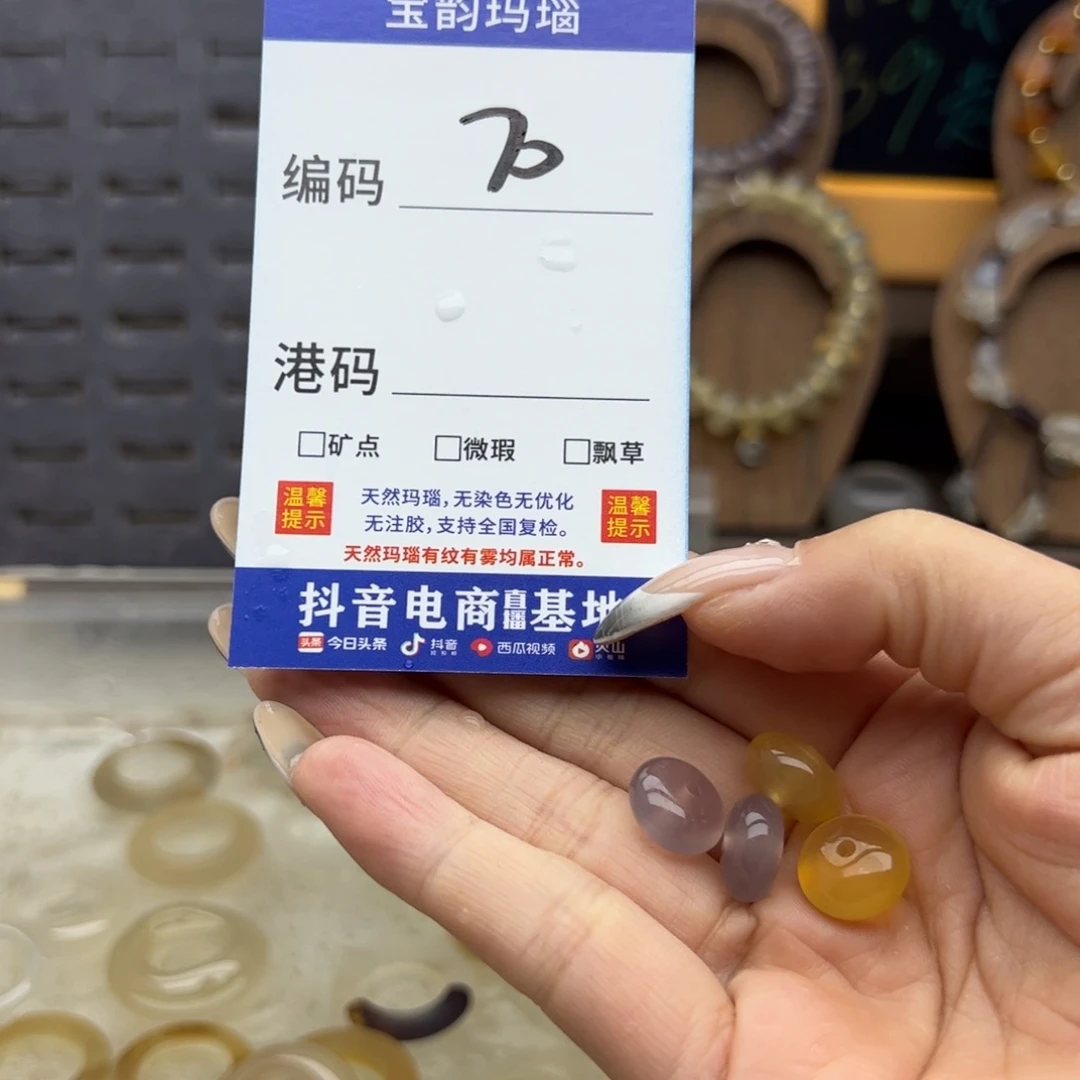 宝韵玛瑙
编码 70
港码
矿点 微瑕 飘草
温馨提示
天然玛瑙,无染色无优化
无注胶,支持全国复检。
温馨提示
天然玛瑙有纹有雾均属正常。
抖音电商直播基地
头条 今日头条 抖音 西瓜视频 火山